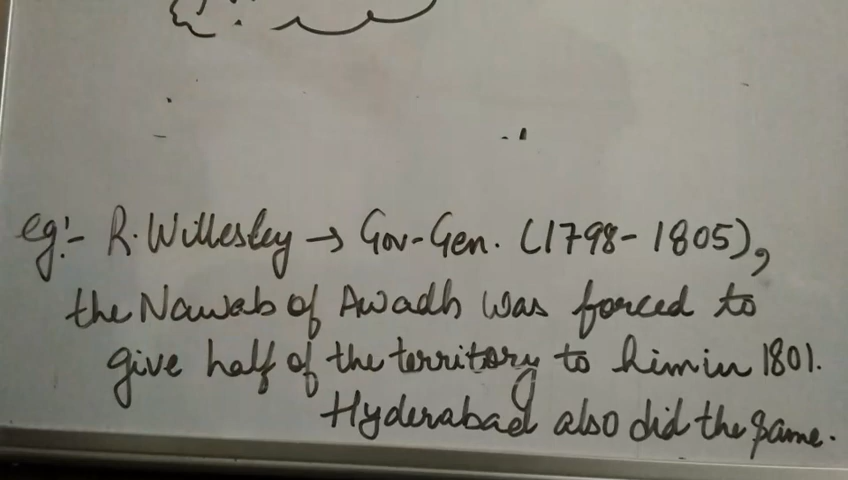 eg:- R. Willesley → Gov-Gen. (1798-1805),
the Nawab of Awadh was forced to
give half of the territory to him in 1801.
Hyderabad also did the same.